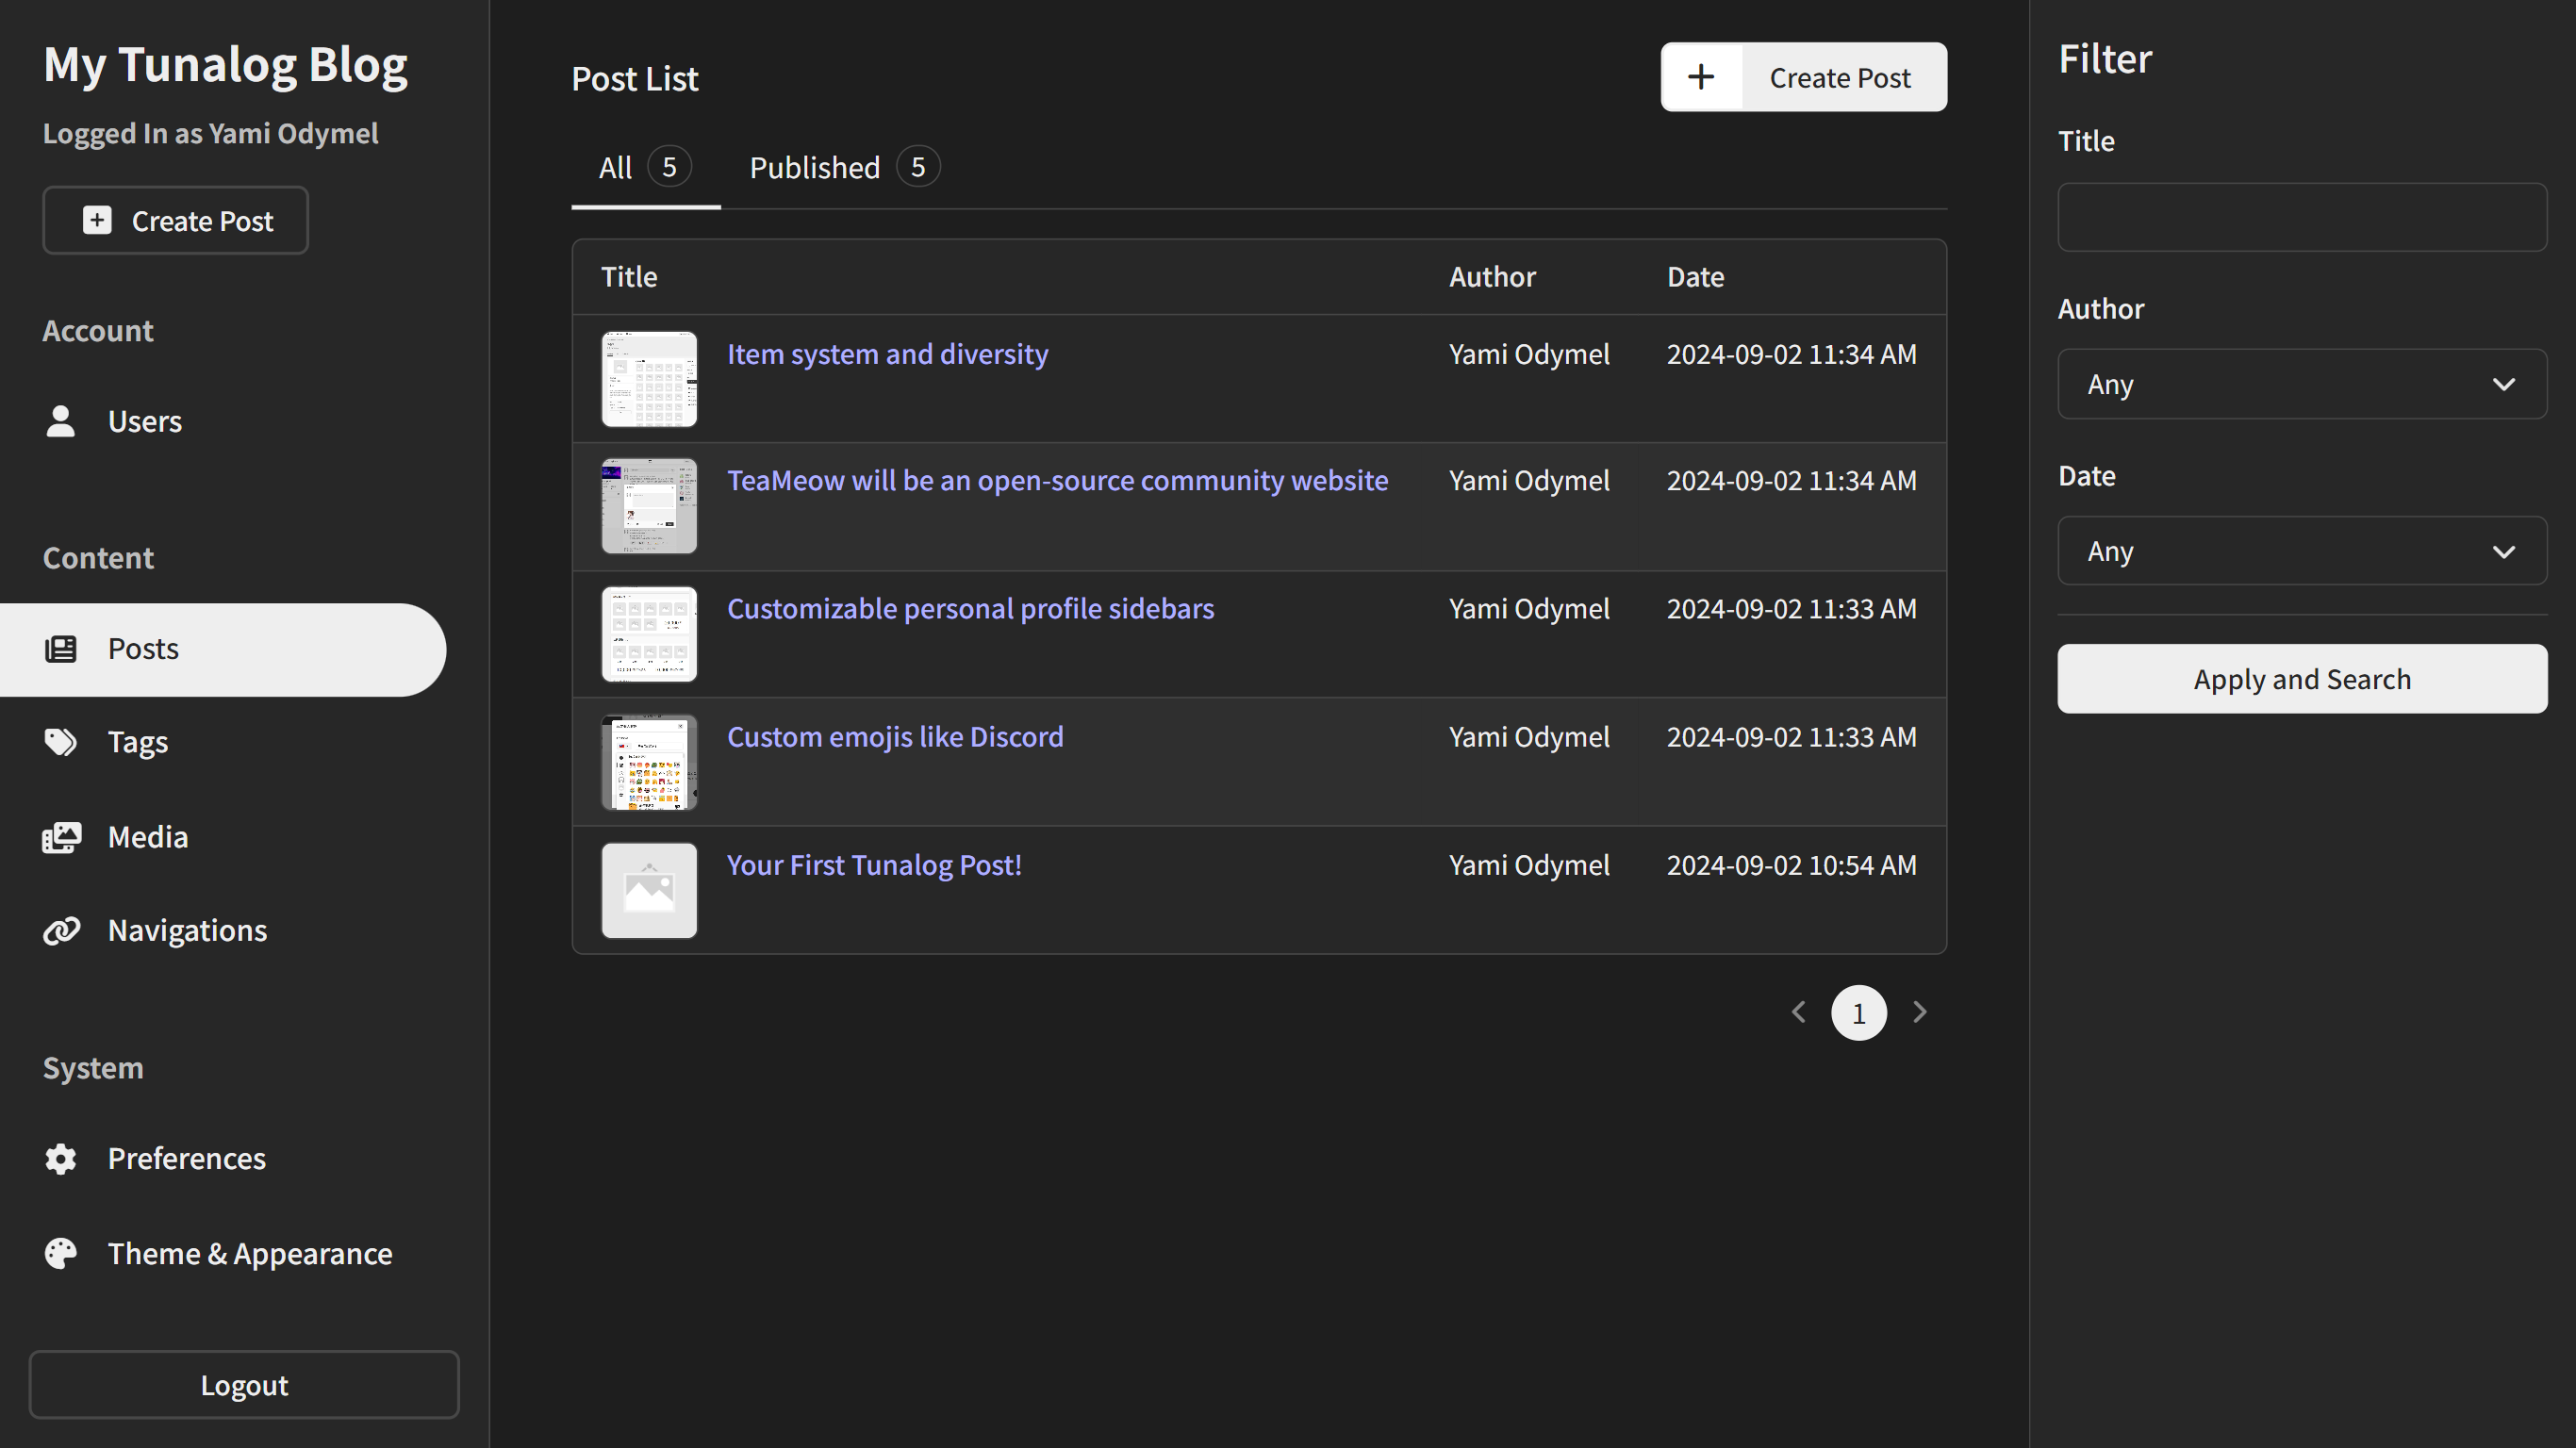 My Tunalog Blog
Logged In as Yami Odymel
Create Post
Account
Users
Content
Posts
Tags
Media
Navigations
System
Preferences
Theme & Appearance
Logout
Post List
Create Post
All 5 Published 5
Title Author Date
Item system and diversity Yami Odymel 2024-09-02 11:34 AM
TeaMeow will be an open-source community website Yami Odymel 2024-09-02 11:34 AM
Customizable personal profile sidebars Yami Odymel 2024-09-02 11:33 AM
Custom emojis like Discord Yami Odymel 2024-09-02 11:33 AM
Your First Tunalog Post! Yami Odymel 2024-09-02 10:54 AM
1
Filter
Title
Author
Any
Date
Any
Apply and Search